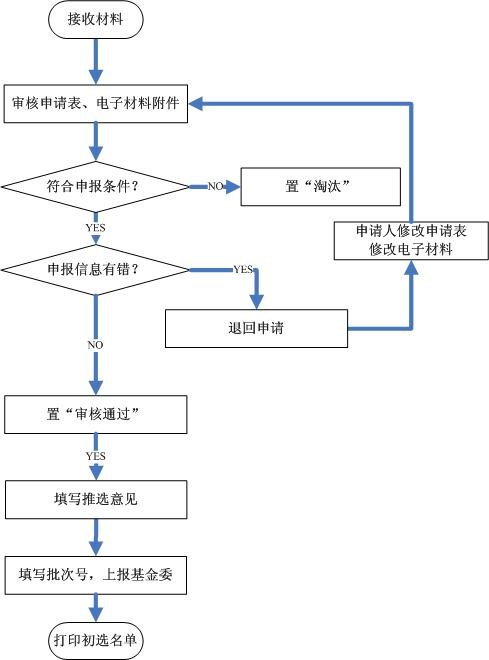 接收材料
审核申请表、电子材料附件
符合申报条件？
NO
置“淘汰”
YES
申请人修改申请表
修改电子材料
申报信息有错？
YES
退回申请
NO
置“审核通过”
YES
填写推选意见
填写批次号，上报基金委
打印初选名单